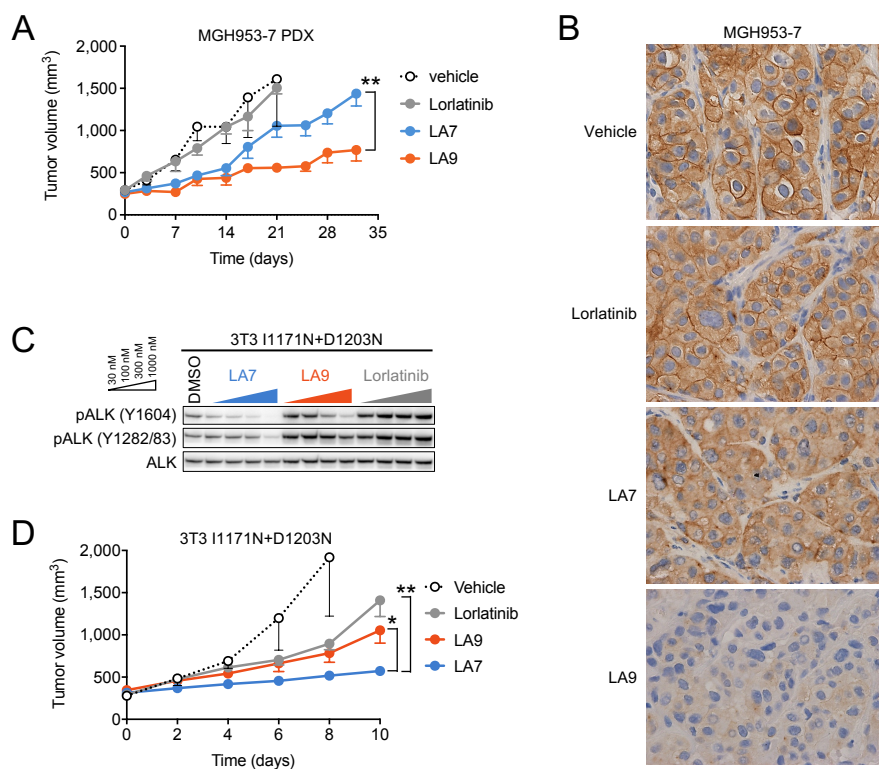 A
MGH953-7 PDX
Tumor volume (mm3)
2,000
1,500
1,000
500
0
0 7 14 21 28 35
Time (days)
**
vehicle
Lorlatinib
LA7
LA9
B
MGH953-7
Vehicle
Lorlatinib
LA7
LA9
C
3T3 I1171N+D1203N
30 nM
100 nM
300 nM
1000 nM
DMSO
LA7 LA9 Lorlatinib
pALK (Y1604)
pALK (Y1282/83)
ALK
D
3T3 I1171N+D1203N
Tumor volume (mm3)
2,000
1,500
1,000
500
0
0 2 4 6 8 10
Time (days)
**
*
Vehicle
Lorlatinib
LA9
LA7